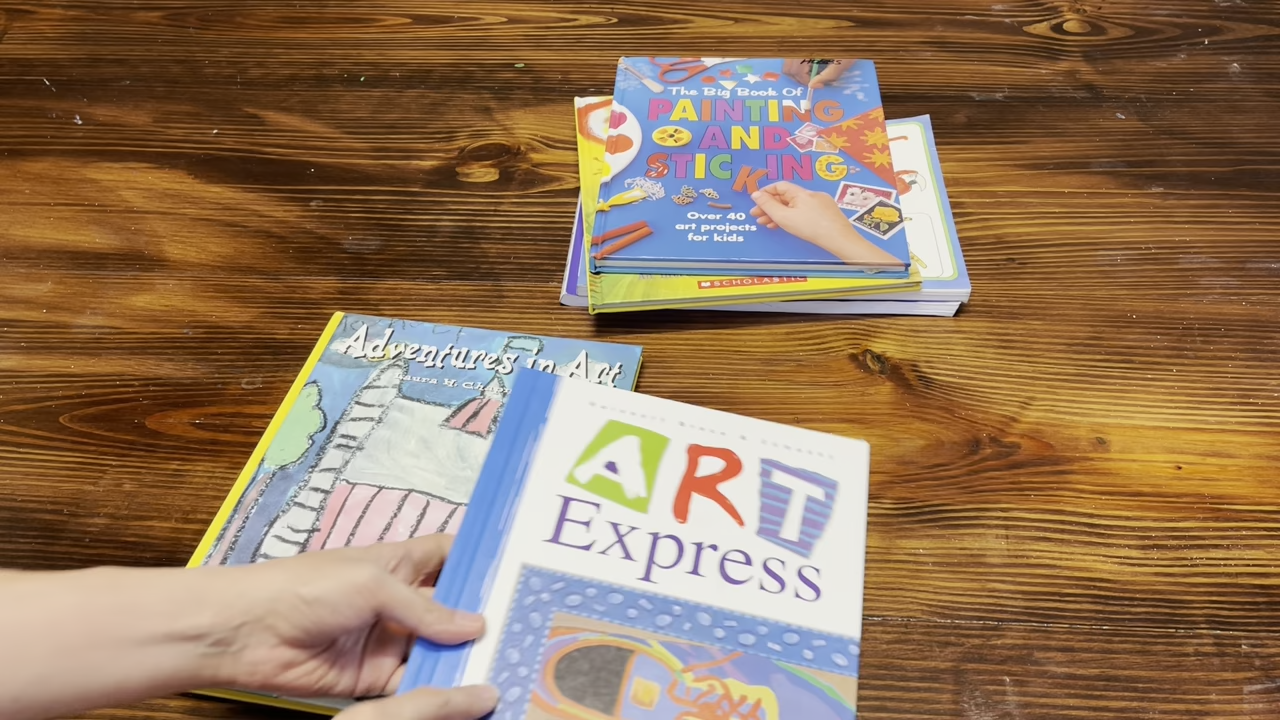 The Big Book Of
PAINTING
AND
STICKING
Over 40
art projects
for kids
SCHOLASTIC
Adventures in Art
Laura H.
ART
Express